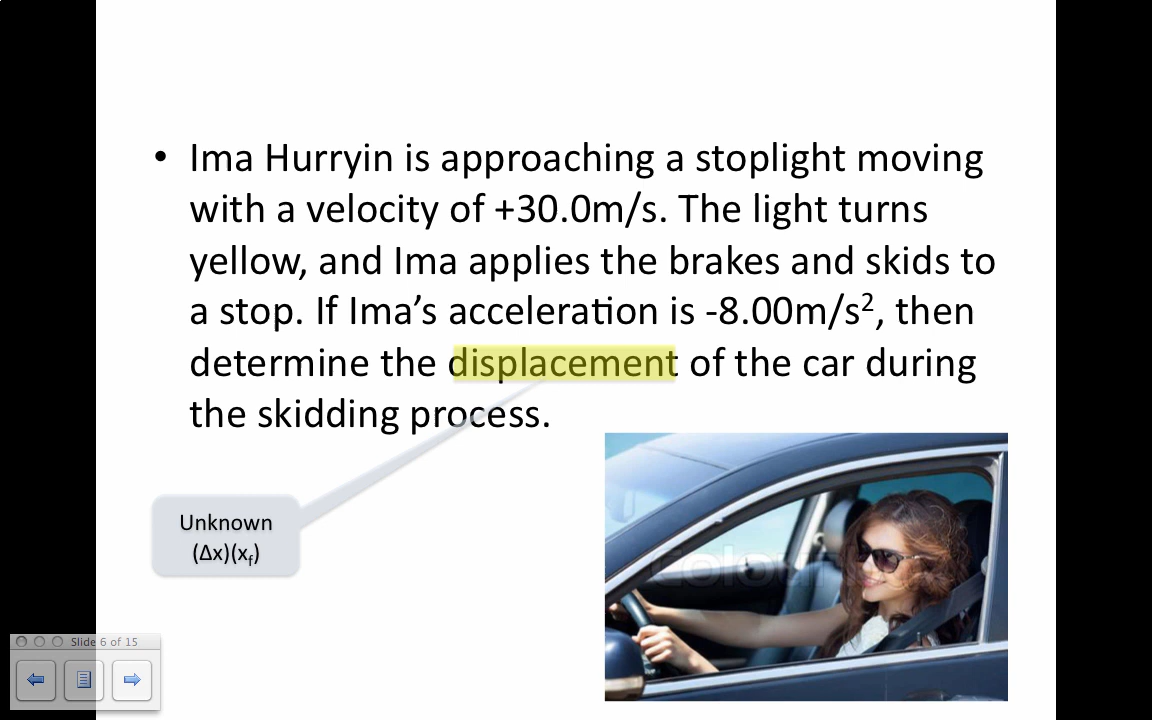 • Ima Hurryin is approaching a stoplight moving
with a velocity of +30.0m/s. The light turns
yellow, and Ima applies the brakes and skids to
a stop. If Ima’s acceleration is -8.00m/s², then
determine the displacement of the car during
the skidding process.
Unknown
(Δx)(x_f)
Slide 6 of 15